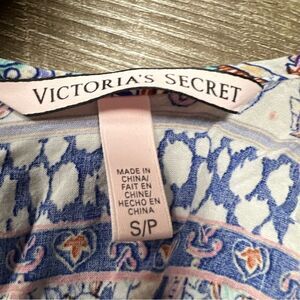 VICTORIA'S SECRET
MADE IN
CHINA/
FAIT EN
CHINE/
HECHO EN
CHINA
S/P